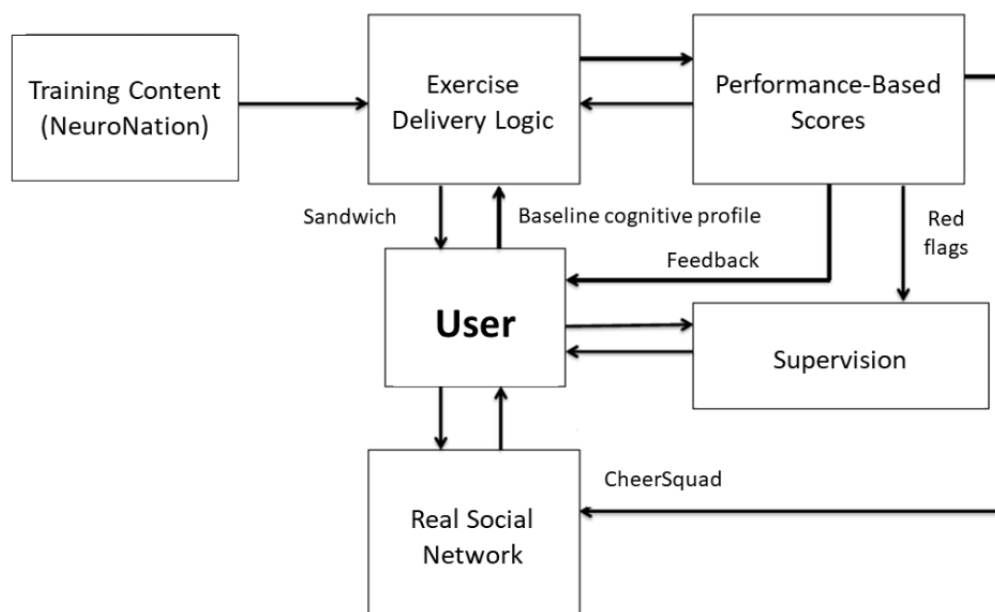 Training Content
(NeuroNation)
Exercise
Delivery Logic
Performance-Based
Scores
Sandwich
Baseline cognitive profile
Feedback
Red
flags
User
Supervision
CheerSquad
Real Social
Network